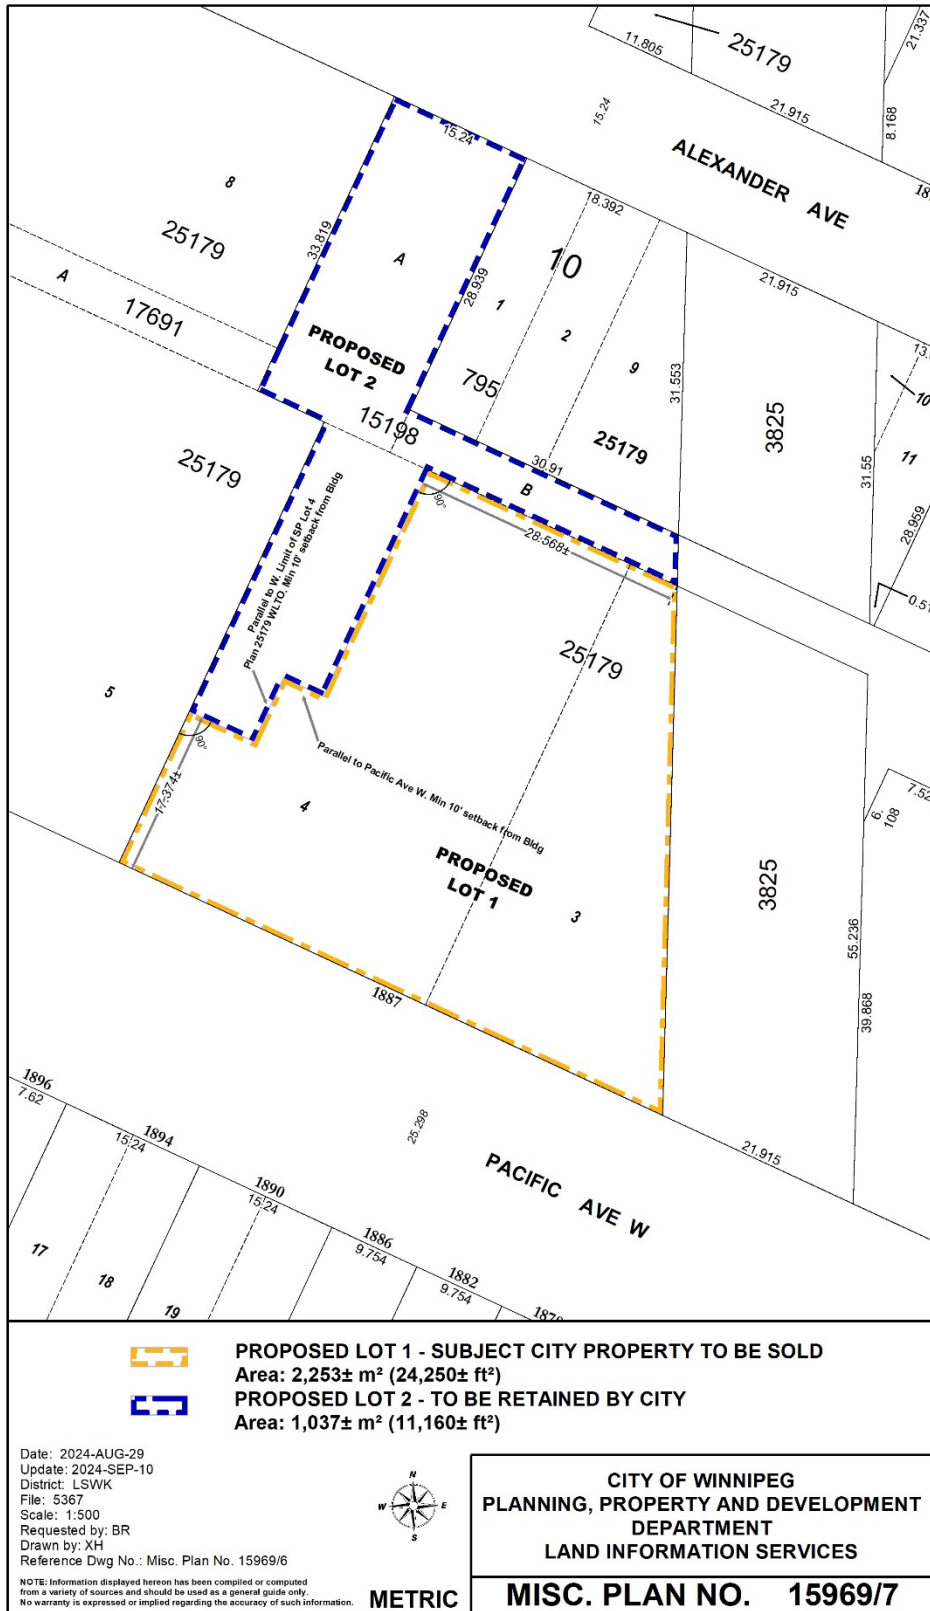 25179
21.337
11.805
21.915
8.168
15.24
ALEXANDER AVE
15.24
8
25179
33.819
A
28.939
18.392
10
1
2
9
21.915
A
17691
PROPOSED
LOT 2
795
15198
25179
31.553
3825
10
11
31.55
28.959
25179
30.91
B
90°
28.568±
Parallel to W. Limit of SP Lot 4
Plan 25179 WLTO. Min 10' setback from Bldg
25179
5
90°
17.374±
Parallel to Pacific Ave W. Min 10' setback from Bldg
4
PROPOSED
LOT 1
3
3825
7.52
6.
108
55.236
39.868
1887
21.915
25.298
PACIFIC AVE W
1896
7.62
1894
15.24
1890
15.24
1886
9.754
1882
9.754
17
18
19
PROPOSED LOT 1 - SUBJECT CITY PROPERTY TO BE SOLD
Area: 2,253± m² (24,250± ft²)
PROPOSED LOT 2 - TO BE RETAINED BY CITY
Area: 1,037± m² (11,160± ft²)
Date: 2024-AUG-29
Update: 2024-SEP-10
District: LSWK
File: 5367
Scale: 1:500
Requested by: BR
Drawn by: XH
Reference Dwg No.: Misc. Plan No. 15969/6
NOTE: Information displayed hereon has been compiled or computed
from a variety of sources and should be used as a general guide only.
No warranty is expressed or implied regarding the accuracy of such information.
N
W
E
S
METRIC
CITY OF WINNIPEG
PLANNING, PROPERTY AND DEVELOPMENT
DEPARTMENT
LAND INFORMATION SERVICES
MISC. PLAN NO. 15969/7